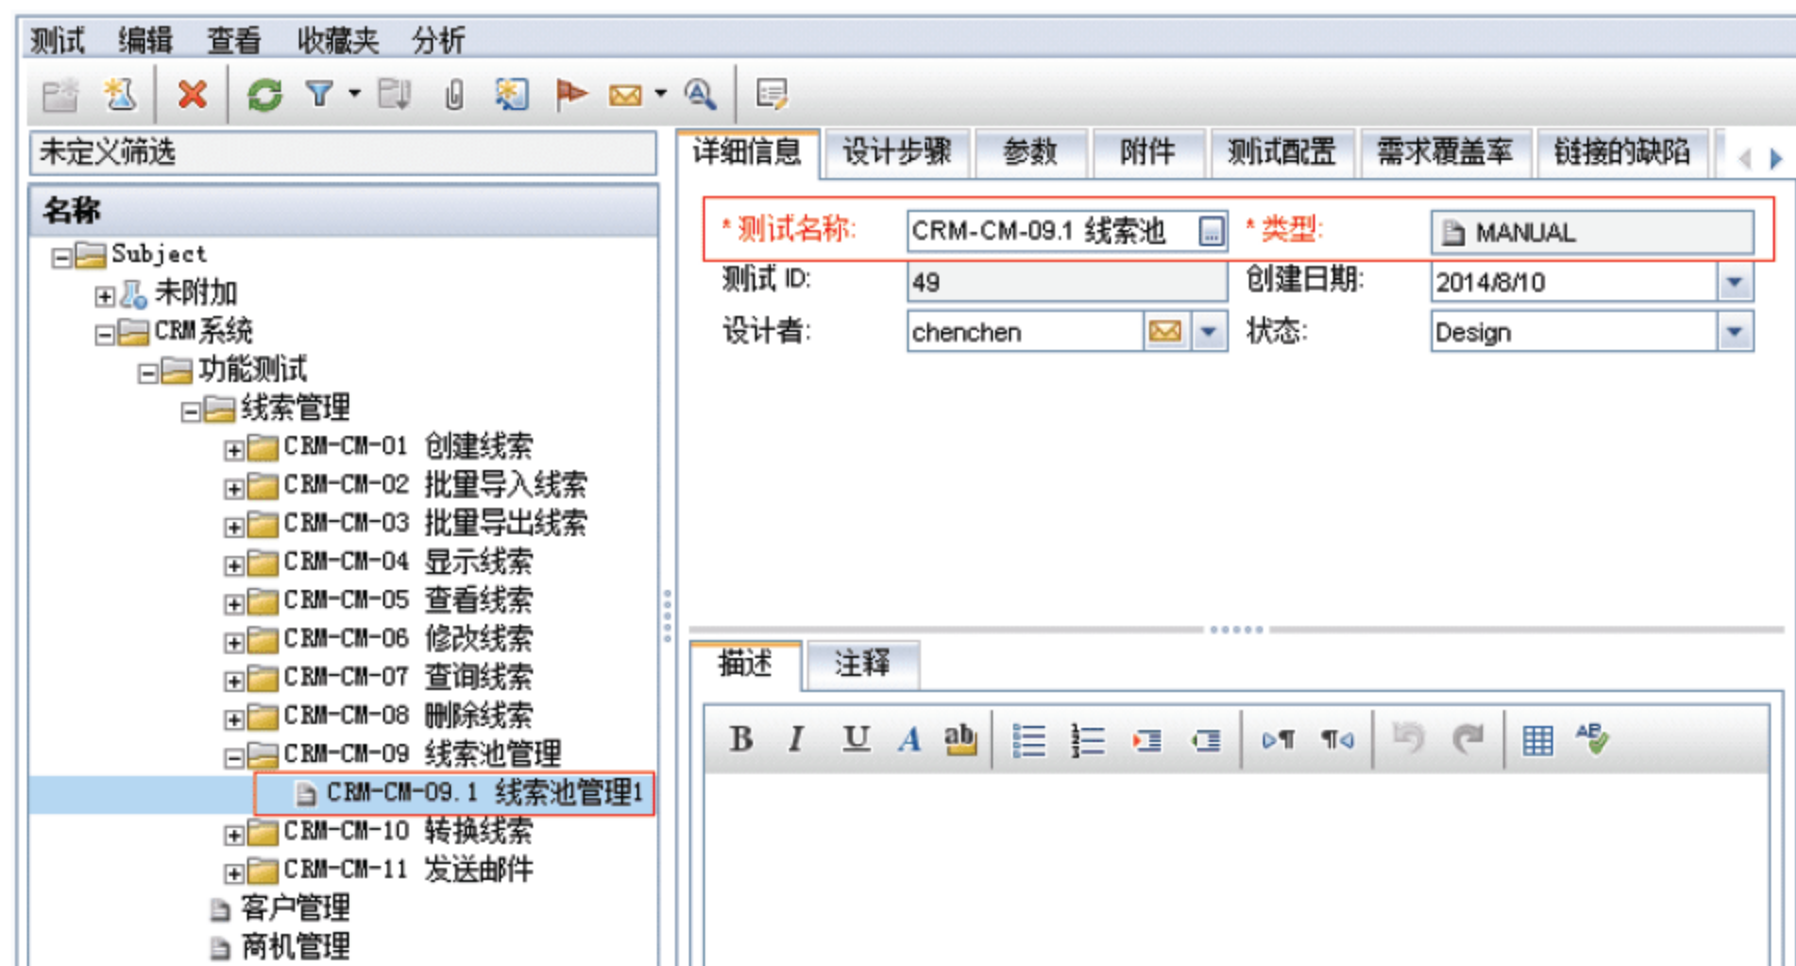 测试 编辑 查看 收藏夹 分析
未定义筛选
名称
Subject
未附加
CRM系统
功能测试
线索管理
CRM-CM-01 创建线索
CRM-CM-02 批量导入线索
CRM-CM-03 批量导出线索
CRM-CM-04 显示线索
CRM-CM-05 查看线索
CRM-CM-06 修改线索
CRM-CM-07 查询线索
CRM-CM-08 删除线索
CRM-CM-09 线索池管理
CRM-CM-09.1 线索池管理1
CRM-CM-10 转换线索
CRM-CM-11 发送邮件
客户管理
商机管理
详细信息 设计步骤 参数 附件 测试配置 需求覆盖率 链接的缺陷
* 测试名称: CRM-CM-09.1 线索池 ... * 类型: MANUAL
测试 ID: 49 创建日期: 2014/8/10
设计者: chenchen 状态: Design
描述 注释
B I U A ab